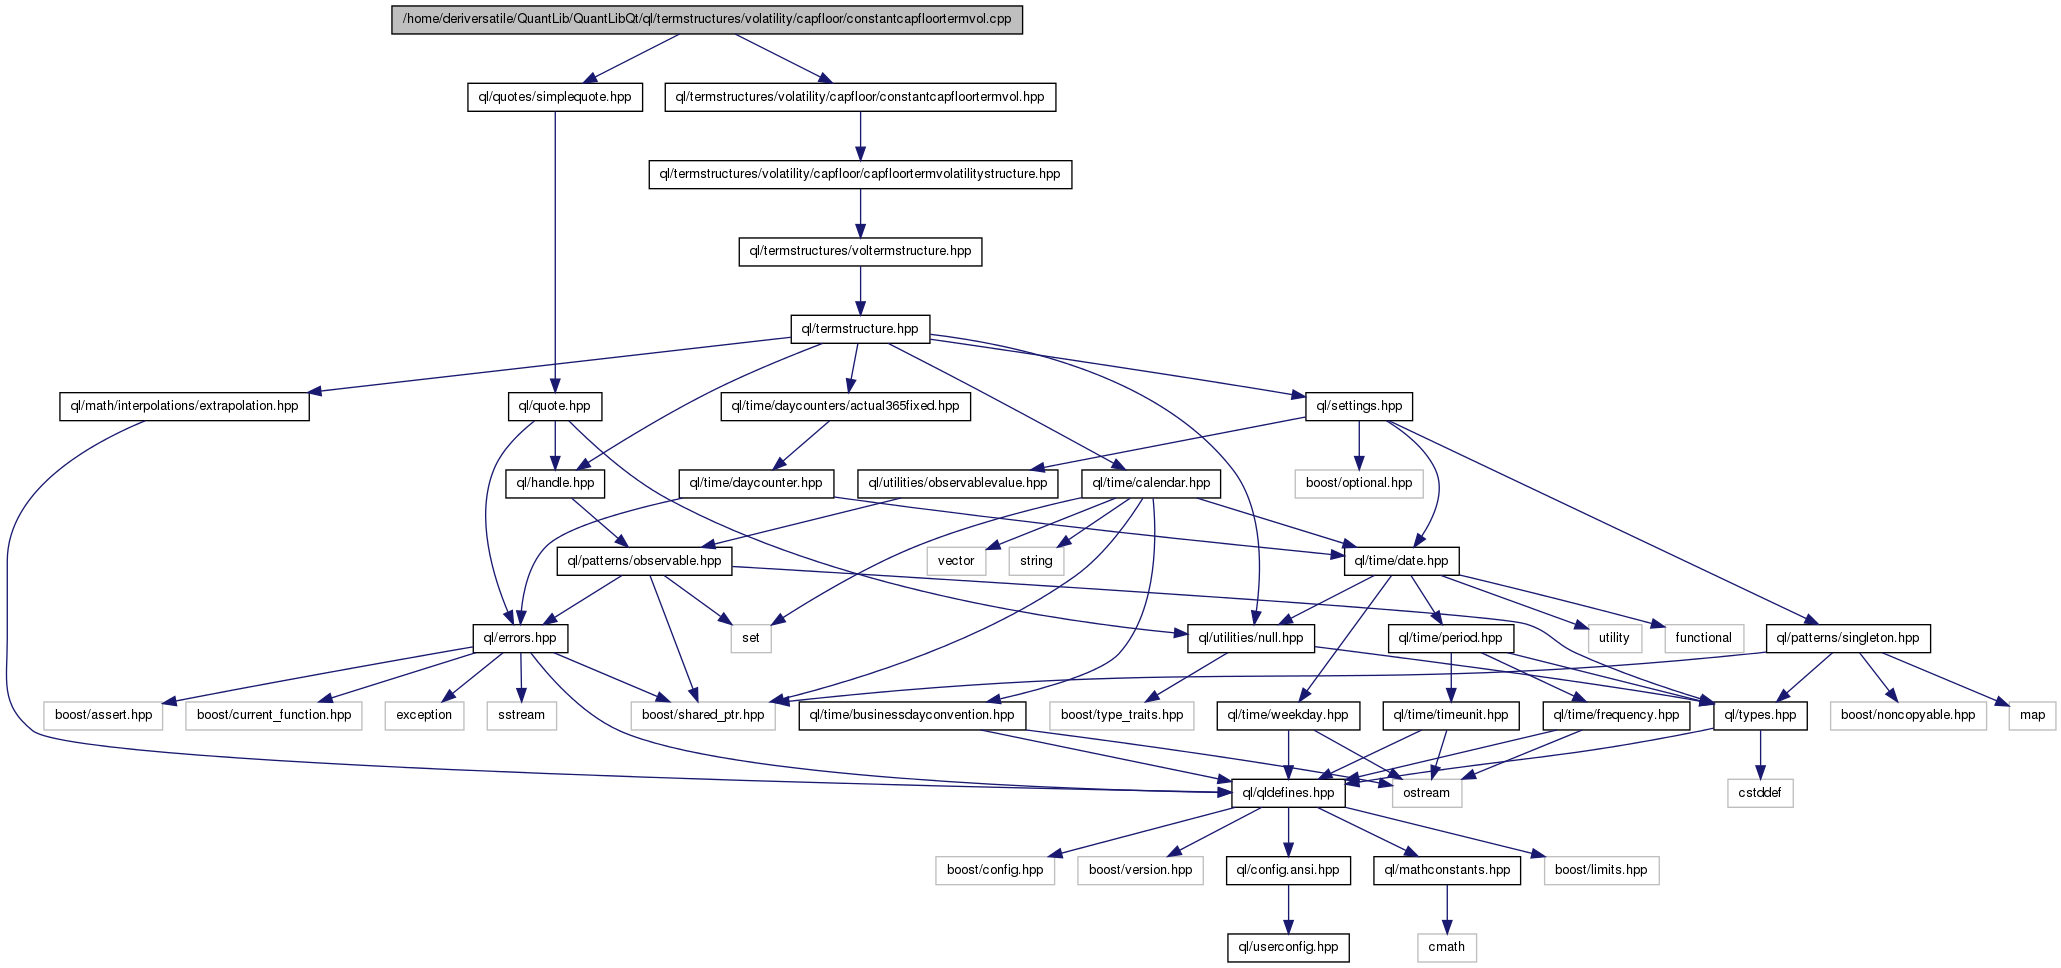 /home/deriversatile/QuantLib/QuantLibQt/ql/termstructures/volatility/capfloor/constantcapfloortermvol.cpp
ql/quotes/simplequote.hpp
ql/termstructures/volatility/capfloor/constantcapfloortermvol.hpp
ql/termstructures/volatility/capfloor/capfloortermvolatilitystructure.hpp
ql/termstructures/voltermstructure.hpp
ql/termstructure.hpp
ql/math/interpolations/extrapolation.hpp
ql/quote.hpp
ql/time/daycounters/actual365fixed.hpp
ql/settings.hpp
ql/handle.hpp
ql/time/daycounter.hpp
ql/utilities/observablevalue.hpp
ql/time/calendar.hpp
boost/optional.hpp
ql/patterns/observable.hpp
vector
string
ql/time/date.hpp
ql/errors.hpp
set
ql/utilities/null.hpp
ql/time/period.hpp
utility
functional
ql/patterns/singleton.hpp
boost/assert.hpp
boost/current_function.hpp
exception
sstream
boost/shared_ptr.hpp
ql/time/businessdayconvention.hpp
boost/type_traits.hpp
ql/time/weekday.hpp
ql/time/timeunit.hpp
ql/time/frequency.hpp
ql/types.hpp
boost/noncopyable.hpp
map
ql/qldefines.hpp
ostream
cstddef
boost/config.hpp
boost/version.hpp
ql/config.ansi.hpp
ql/mathconstants.hpp
boost/limits.hpp
ql/userconfig.hpp
cmath